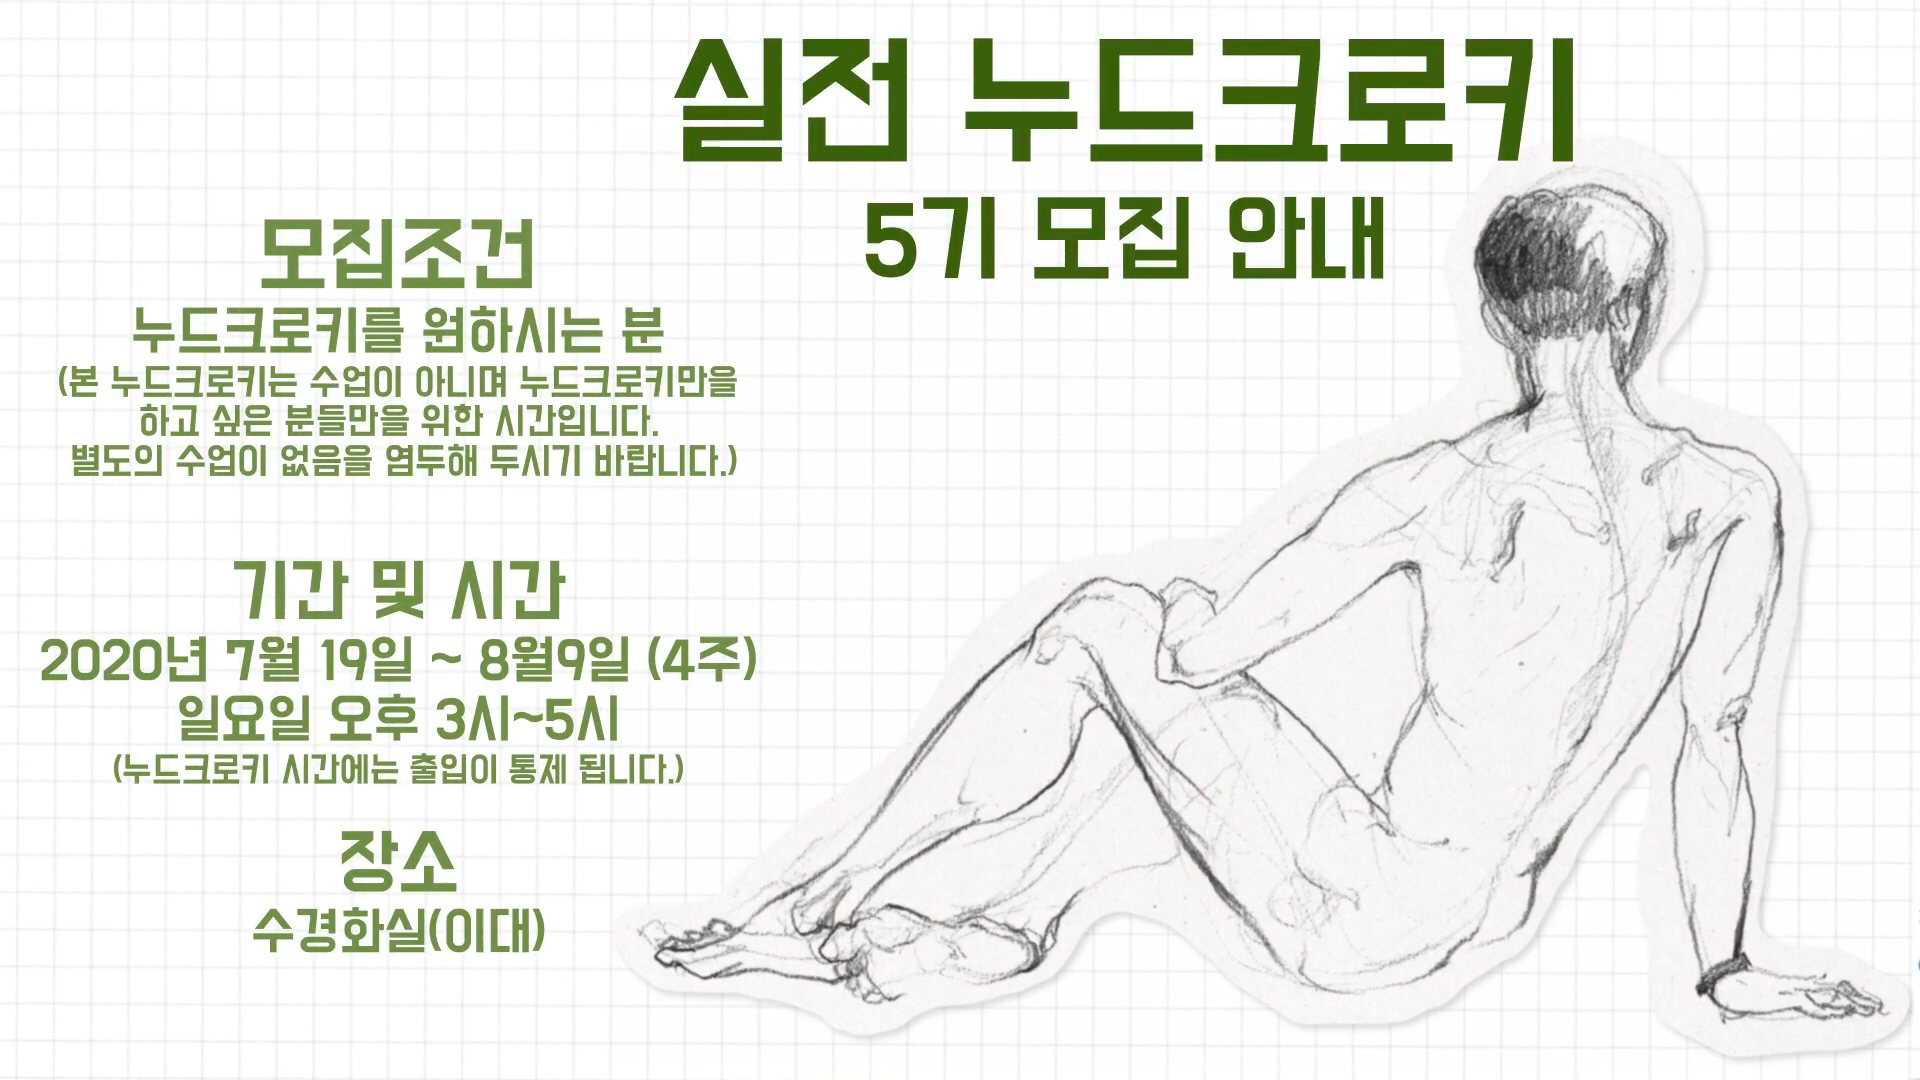 실전 누드크로키
5기 모집 안내
모집조건
누드크로키를 원하시는 분
(본 누드크로키는 수업이 아니며 누드크로키만을
하고 싶은 분들만을 위한 시간입니다.
별도의 수업이 없음을 염두해 두시기 바랍니다.)
기간 및 시간
2020년 7월 19일 ~ 8월9일 (4주)
일요일 오후 3시~5시
(누드크로키 시간에는 출입이 통제 됩니다.)
장소
수경화실(이대)